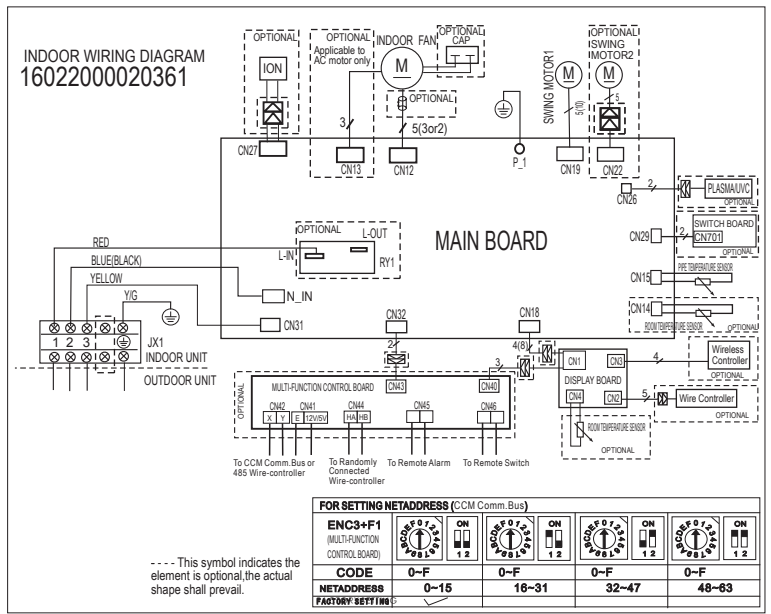 INDOOR WIRING DIAGRAM
16022000020361
OPTIONAL
ION
CN27
OPTIONAL
Applicable to
AC motor only
3
CN13
INDOOR FAN
M
OPTIONAL
CAP
OPTIONAL
5(3or2)
CN12
P_1
SWING MOTOR1
M
5(10)
CN19
OPTIONAL
SWING
MOTOR2
M
5
CN22
CN26
2
PLASMA/UVC
OPTIONAL
CN29
2
SWITCH BOARD
CN701
OPTIONAL
CN15
PIPE TEMPERATURE SENSOR
CN14
ROOM TEMPERATURE SENSOR
OPTIONAL
MAIN BOARD
OPTIONAL
L-OUT
L-IN
RY1
RED
BLUE(BLACK)
YELLOW
Y/G
N_IN
CN31
1 2 3
JX1
INDOOR UNIT
OUTDOOR UNIT
CN32
2
CN18
4(8)
3
OPTIONAL
MULTI-FUNCTION CONTROL BOARD
CN43
CN40
CN42
CN41
CN44
CN45
CN46
X Y E 12V/5V
HA HB
To CCM Comm.Bus or
485 Wire-controller
To Randomly
Connected
Wire-controller
To Remote Alarm
To Remote Switch
CN1
CN3
DISPLAY BOARD
CN4
CN2
4
Wireless
Controller
OPTIONAL
5
Wire Controller
OPTIONAL
ROOM TEMPERATURE SENSOR
OPTIONAL
- - - - This symbol indicates the
element is optional,the actual
shape shall prevail.
FOR SETTING NETADDRESS (CCM Comm.Bus)
ENC3+F1
(MULTI-FUNCTION
CONTROL BOARD)
0123456789ABCDEF
ON
1 2
0123456789ABCDEF
ON
1 2
0123456789ABCDEF
ON
1 2
0123456789ABCDEF
ON
1 2
CODE 0~F 0~F 0~F 0~F
NETADDRESS 0~15 16~31 32~47 48~63
FACTORY SETTING